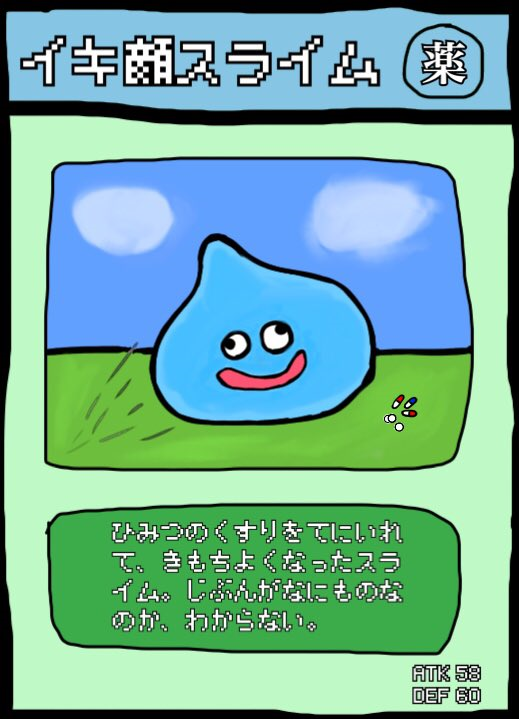 イキ顔スライム
薬
ひみつのくすりをてにいれ
て、きもちよくなったスラ
イム。じぶんがなにものな
のか、わからない。
ATK 58
DEF 60